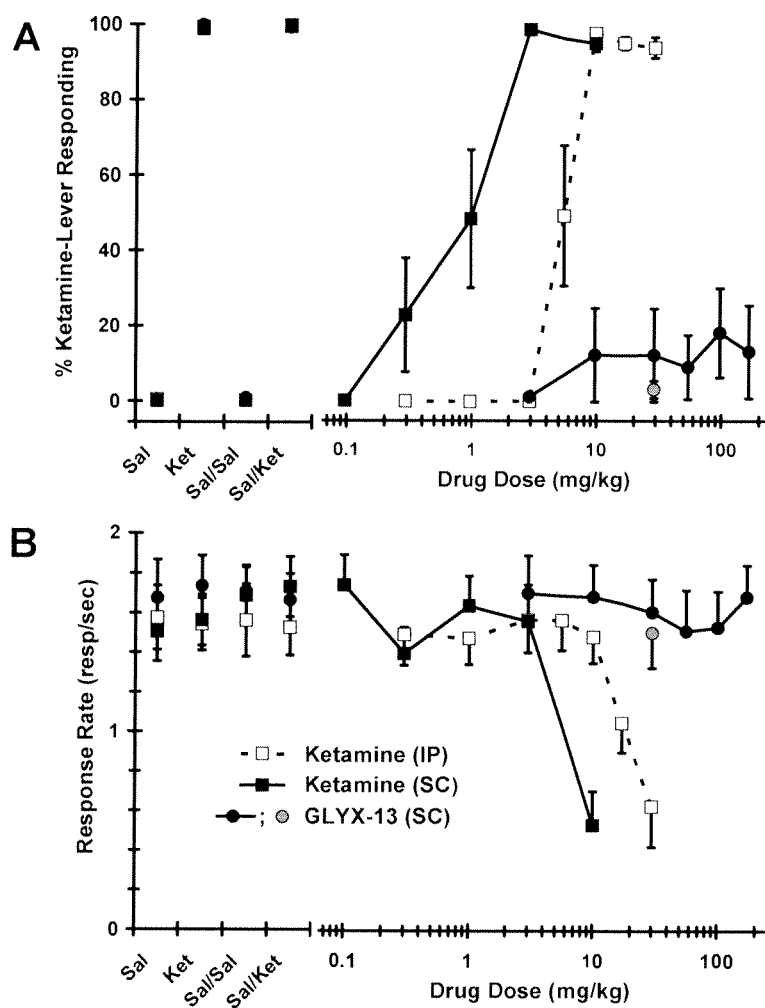 A
% Ketamine-Lever Responding
100
80
60
40
20
0
Sal
Ket
Sal/Sal
Sal/Ket
0.1
1
10
100
Drug Dose (mg/kg)
B
Response Rate (resp/sec)
2
1
0
Ketamine (IP)
Ketamine (SC)
; GLYX-13 (SC)
Sal
Ket
Sal/Sal
Sal/Ket
0.1
1
10
100
Drug Dose (mg/kg)